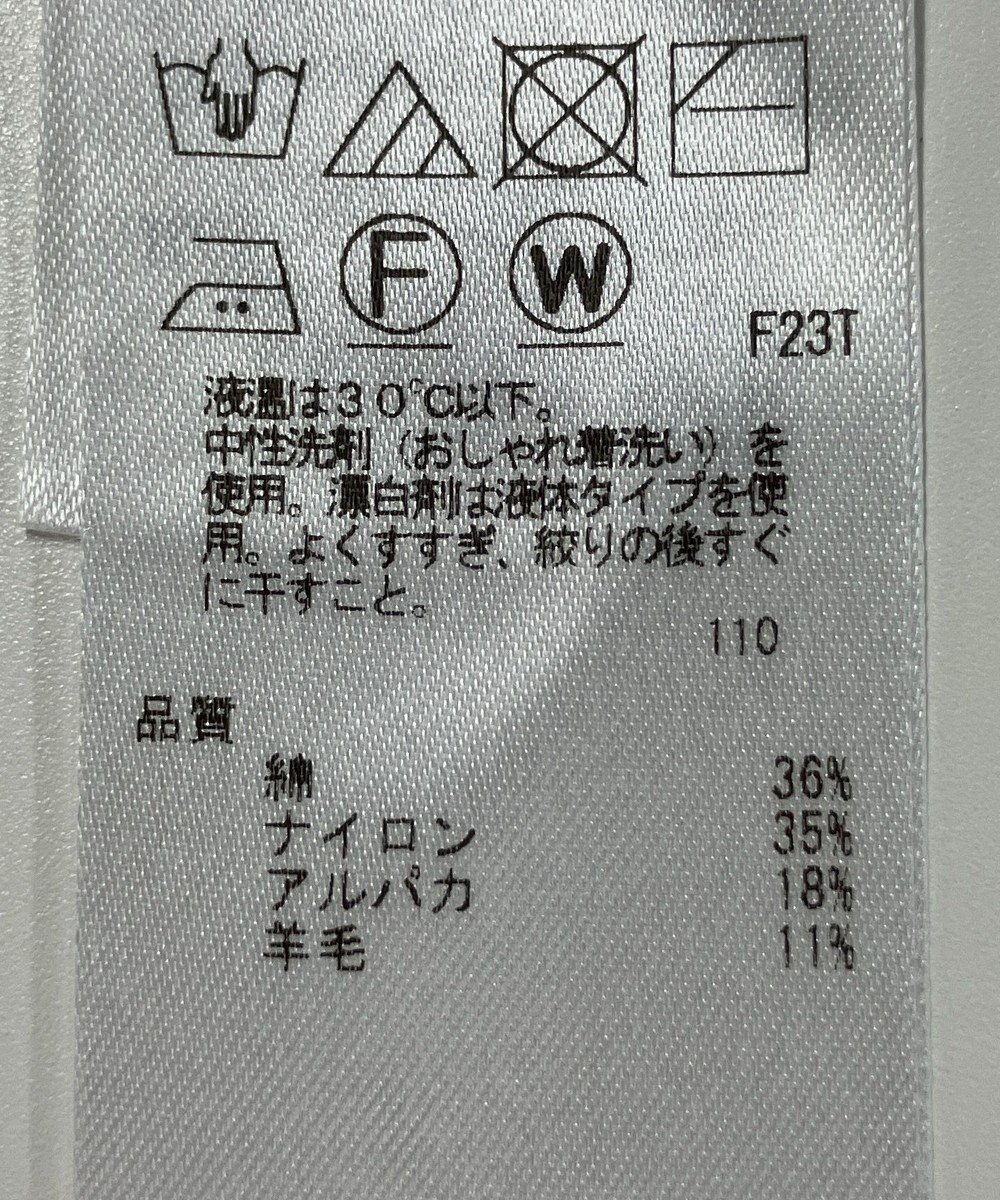 F
W
F23T
液温は30℃以下。
中性洗剤（おしゃれ着洗い）を
使用。漂白剤は液体タイプを使
用。よくすすぎ、絞りの後すぐ
に干すこと。
110
品質
綿 36%
ナイロン 35%
アルパカ 18%
羊毛 11%